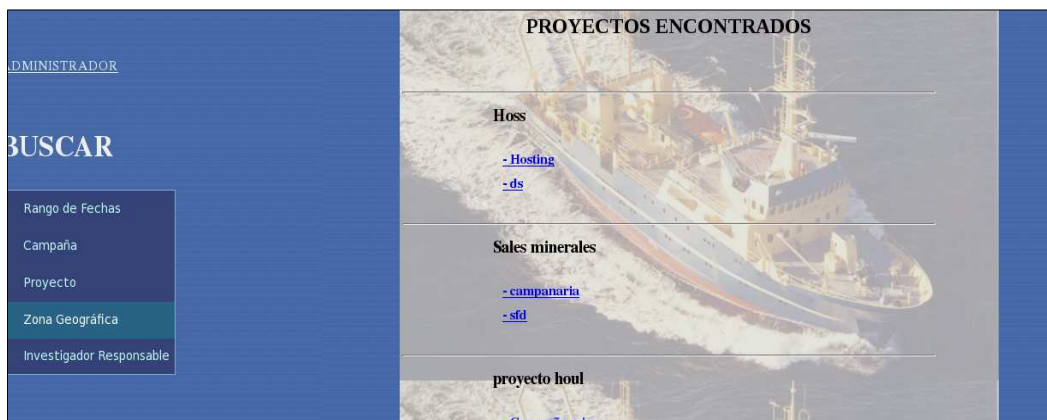 PROYECTOS ENCONTRADOS
ADMINISTRADOR
BUSCAR
Rango de Fechas
Campaña
Proyecto
Zona Geográfica
Investigador Responsable
Hoss
- Hosting
- ds
Sales minerales
- campanaria
- sfd
proyecto houl